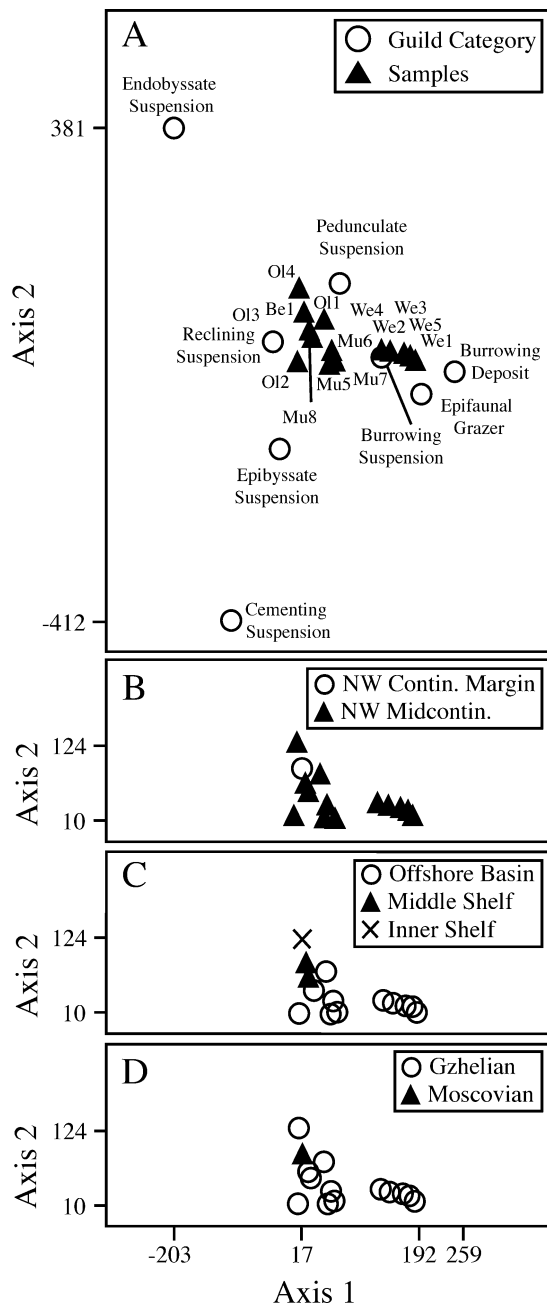 A
Guild Category
Samples
Endobyssate
Suspension
381
Pedunculate
Suspension
Axis 2
Ol4
Ol3
Be1
Ol1
We4
We3
We2
We5
We1
Reclining
Suspension
Mu6
Burrowing
Deposit
Ol2
Mu5
Mu7
Mu8
Epifaunal
Grazer
Burrowing
Suspension
Epibyssate
Suspension
-412
Cementing
Suspension
B
NW Contin. Margin
NW Midcontin.
124
Axis 2
10
C
Offshore Basin
Middle Shelf
Inner Shelf
124
Axis 2
10
D
Gzhelian
Moscovian
124
Axis 2
10
-203
17
192
259
Axis 1